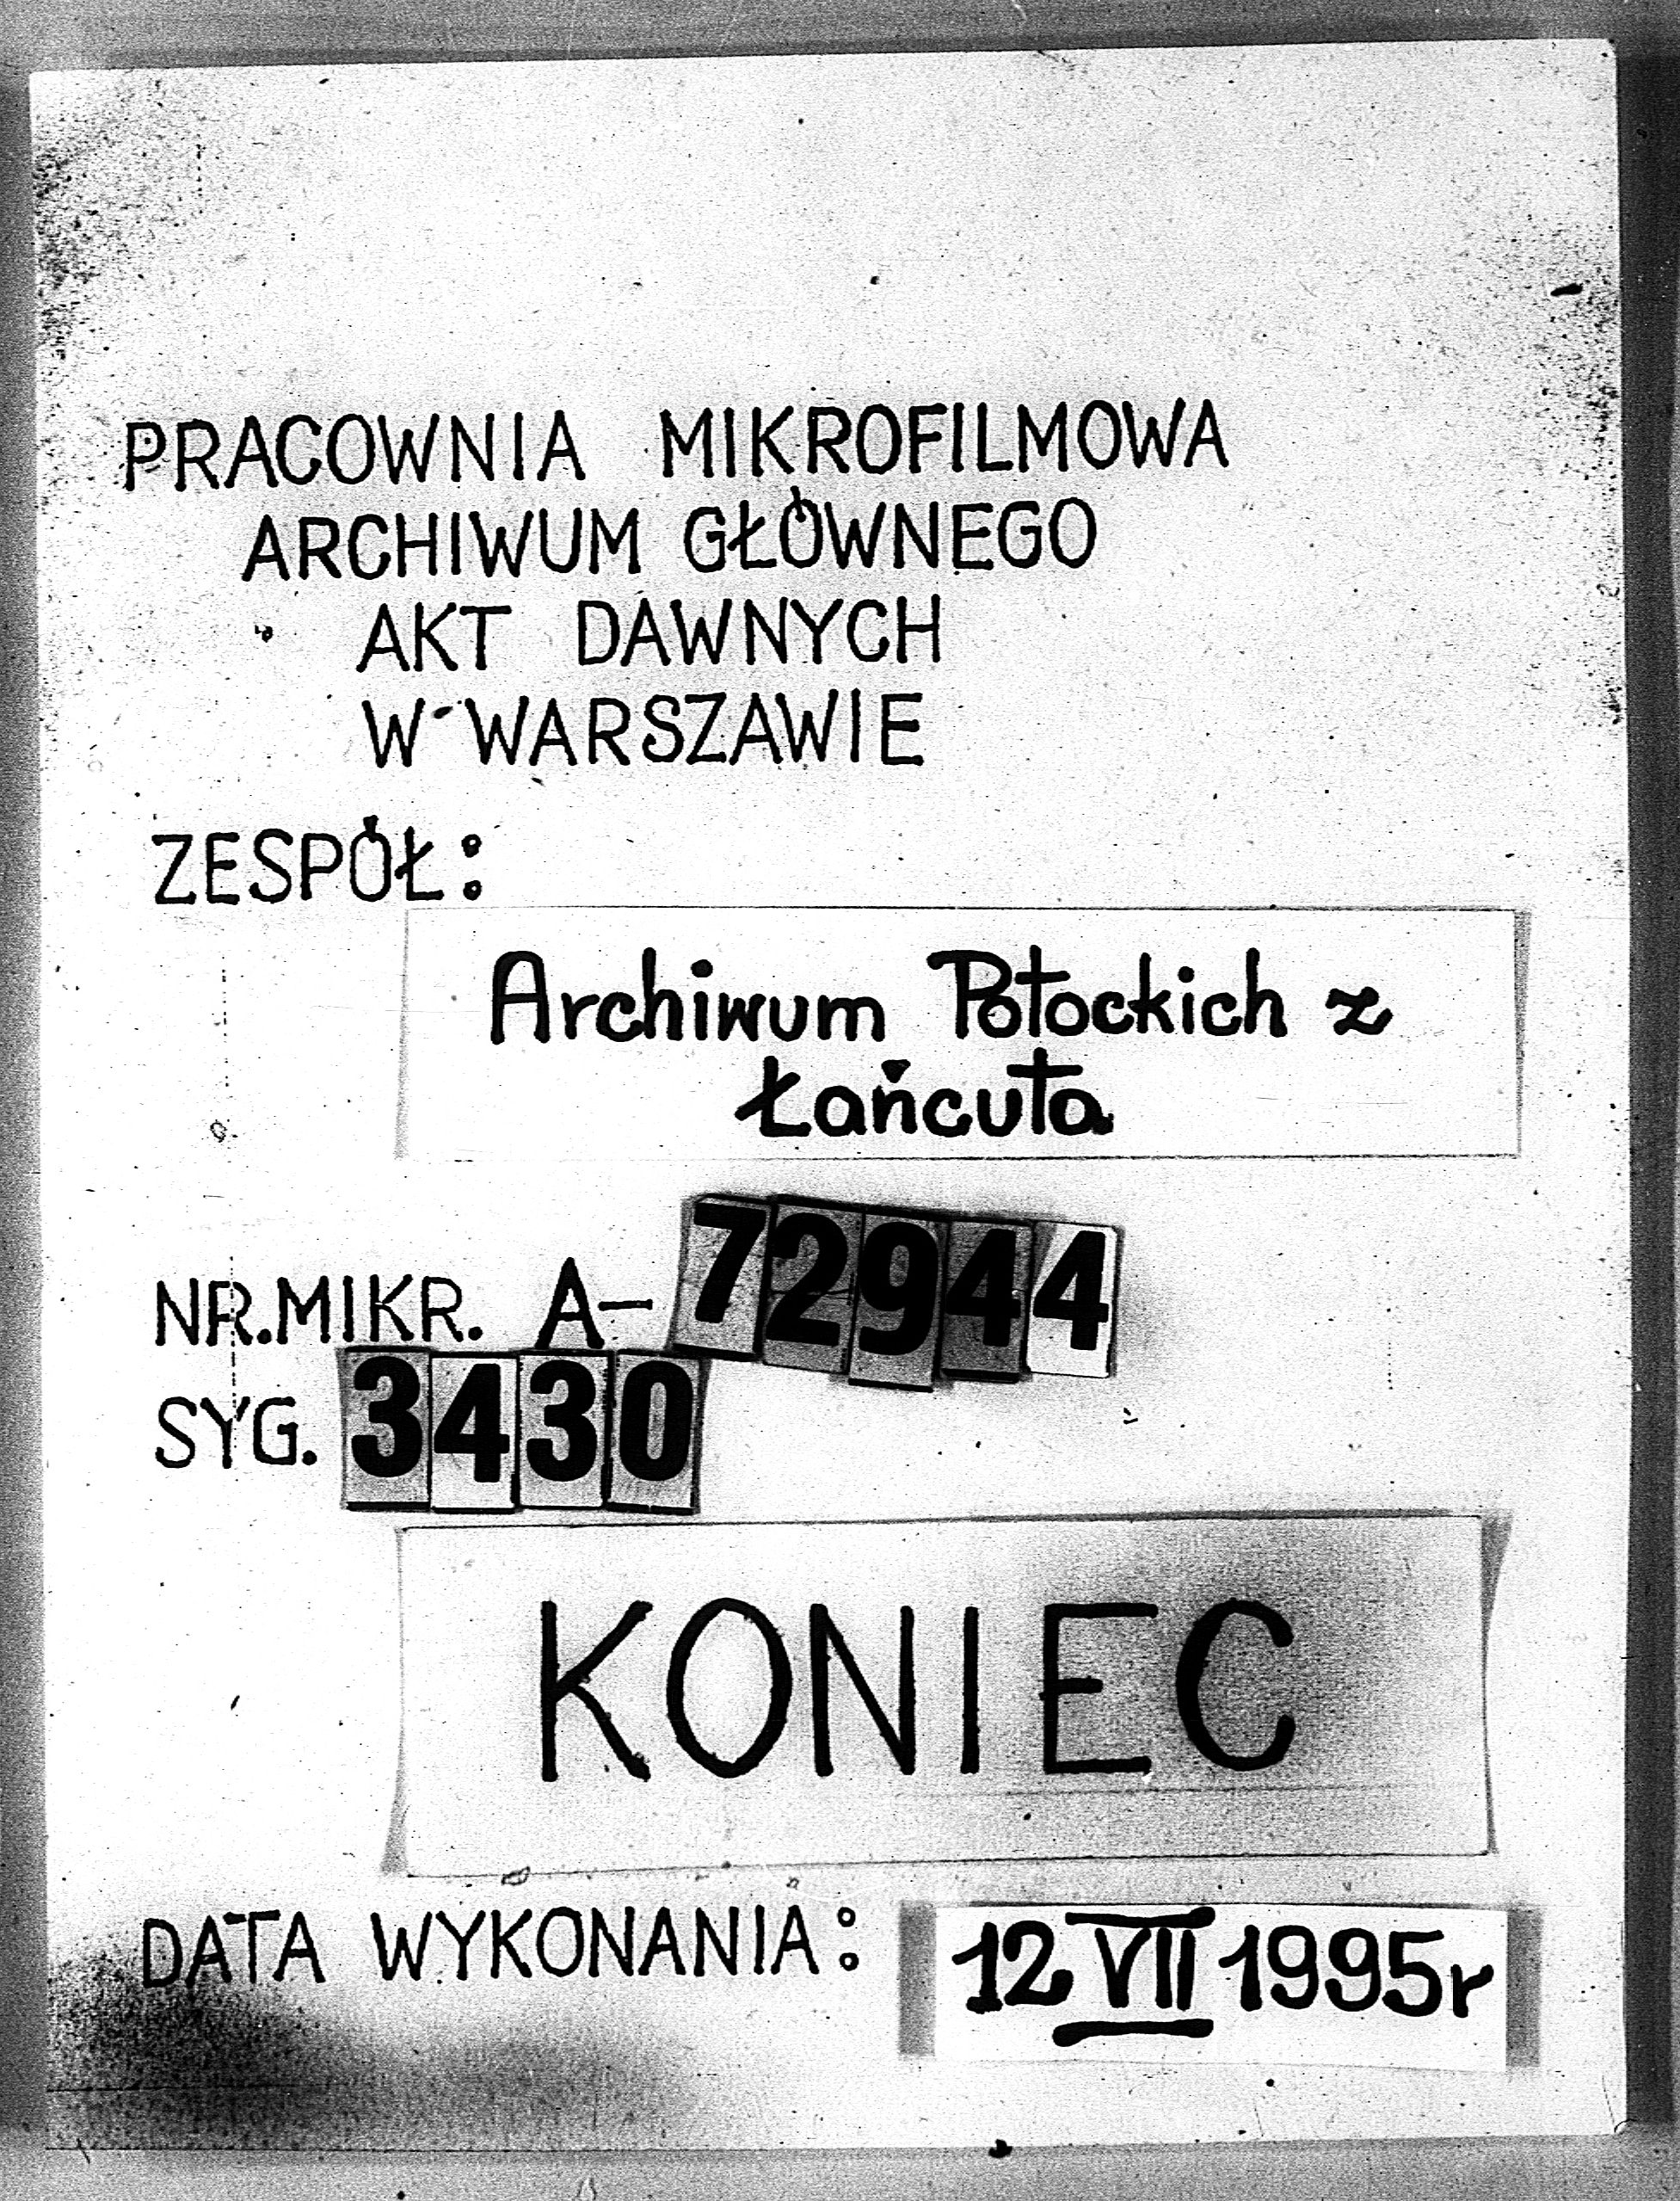 PRACOWNIA MIKROFILMOWA
ARCHIWUM GŁÓWNEGO
AKT DAWNYCH
W WARSZAWIE
ZESPÓŁ:
Archiwum Potockich z
Łańcuta
NR.MIKR. A- 72944
SYG. 3430
KONIEC
DATA WYKONANIA: 12 VII 1995r